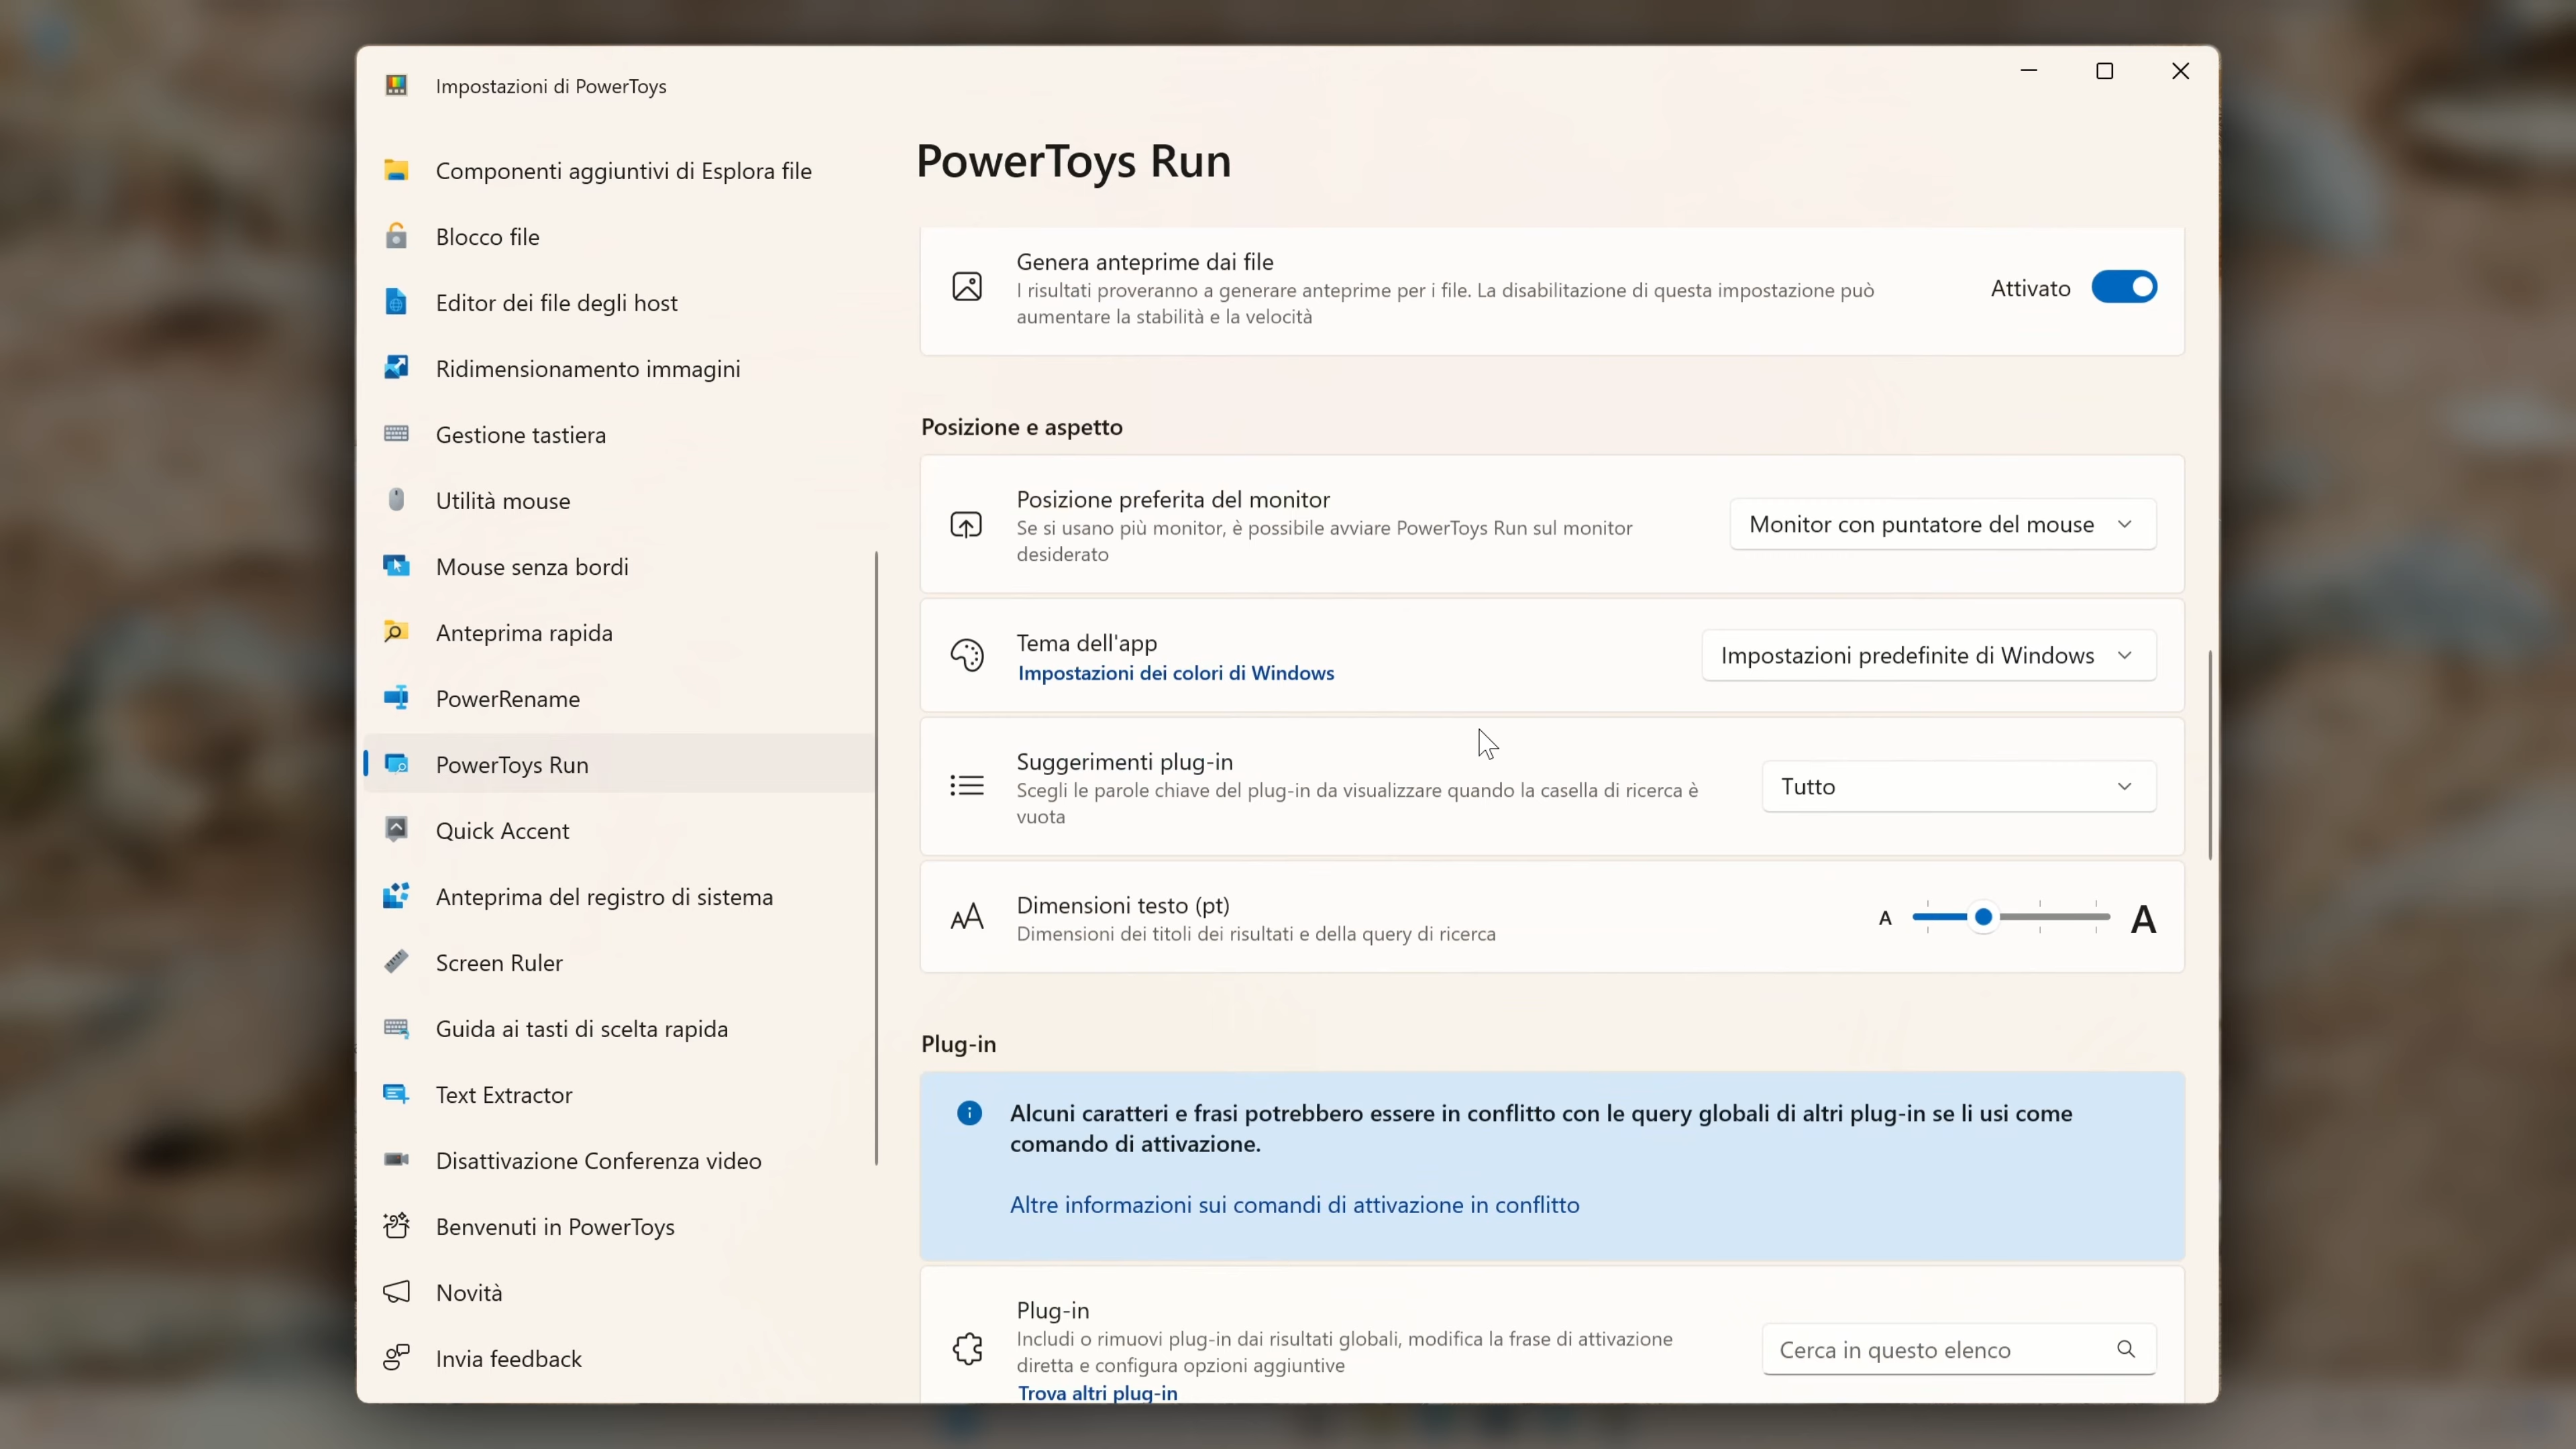 Impostazioni di PowerToys
Componenti aggiuntivi di Esplora file
Blocco file
Editor dei file degli host
Ridimensionamento immagini
Gestione tastiera
Utilità mouse
Mouse senza bordi
Anteprima rapida
PowerRename
PowerToys Run
Quick Accent
Anteprima del registro di sistema
Screen Ruler
Guida ai tasti di scelta rapida
Text Extractor
Disattivazione Conferenza video
Benvenuti in PowerToys
Novità
Invia feedback
PowerToys Run
Genera anteprime dai file
I risultati proveranno a generare anteprime per i file. La disabilitazione di questa impostazione può
aumentare la stabilità e la velocità
Attivato
Posizione e aspetto
Posizione preferita del monitor
Se si usano più monitor, è possibile avviare PowerToys Run sul monitor
desiderato
Monitor con puntatore del mouse
Tema dell'app
Impostazioni dei colori di Windows
Impostazioni predefinite di Windows
Suggerimenti plug-in
Scegli le parole chiave del plug-in da visualizzare quando la casella di ricerca è
vuota
Tutto
Dimensioni testo (pt)
Dimensioni dei titoli dei risultati e della query di ricerca
A A
Plug-in
Alcuni caratteri e frasi potrebbero essere in conflitto con le query globali di altri plug-in se li usi come
comando di attivazione.
Altre informazioni sui comandi di attivazione in conflitto
Plug-in
Includi o rimuovi plug-in dai risultati globali, modifica la frase di attivazione
diretta e configura opzioni aggiuntive
Trova altri plug-in
Cerca in questo elenco